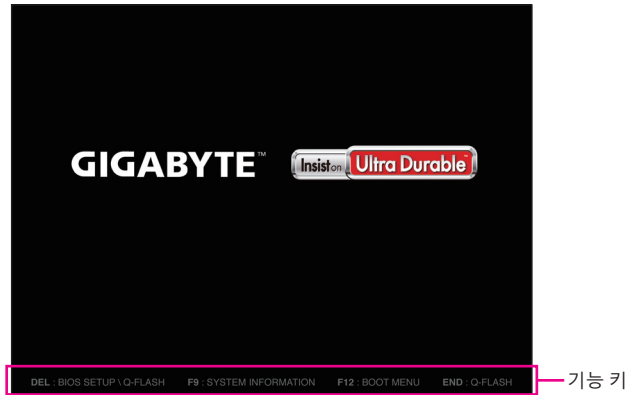 GIGABYTE™ Insist on Ultra Durable™
DEL : BIOS SETUP \ Q-FLASH F9 : SYSTEM INFORMATION F12 : BOOT MENU END : Q-FLASH
기능 키